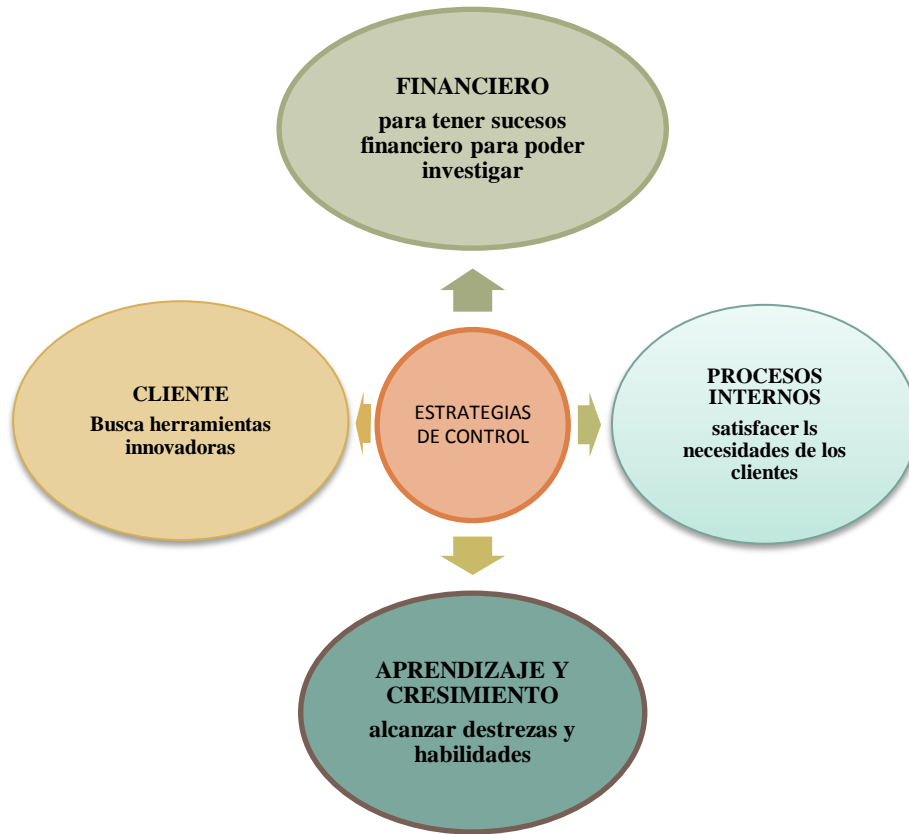 FINANCIERO
para tener sucesos
financiero para poder
investigar
CLIENTE
Busca herramientas
innovadoras
ESTRATEGIAS
DE CONTROL
PROCESOS
INTERNOS
satisfacer ls
necesidades de los
clientes
APRENDIZAJE Y
CRESIMIENTO
alcanzar destrezas y
habilidades